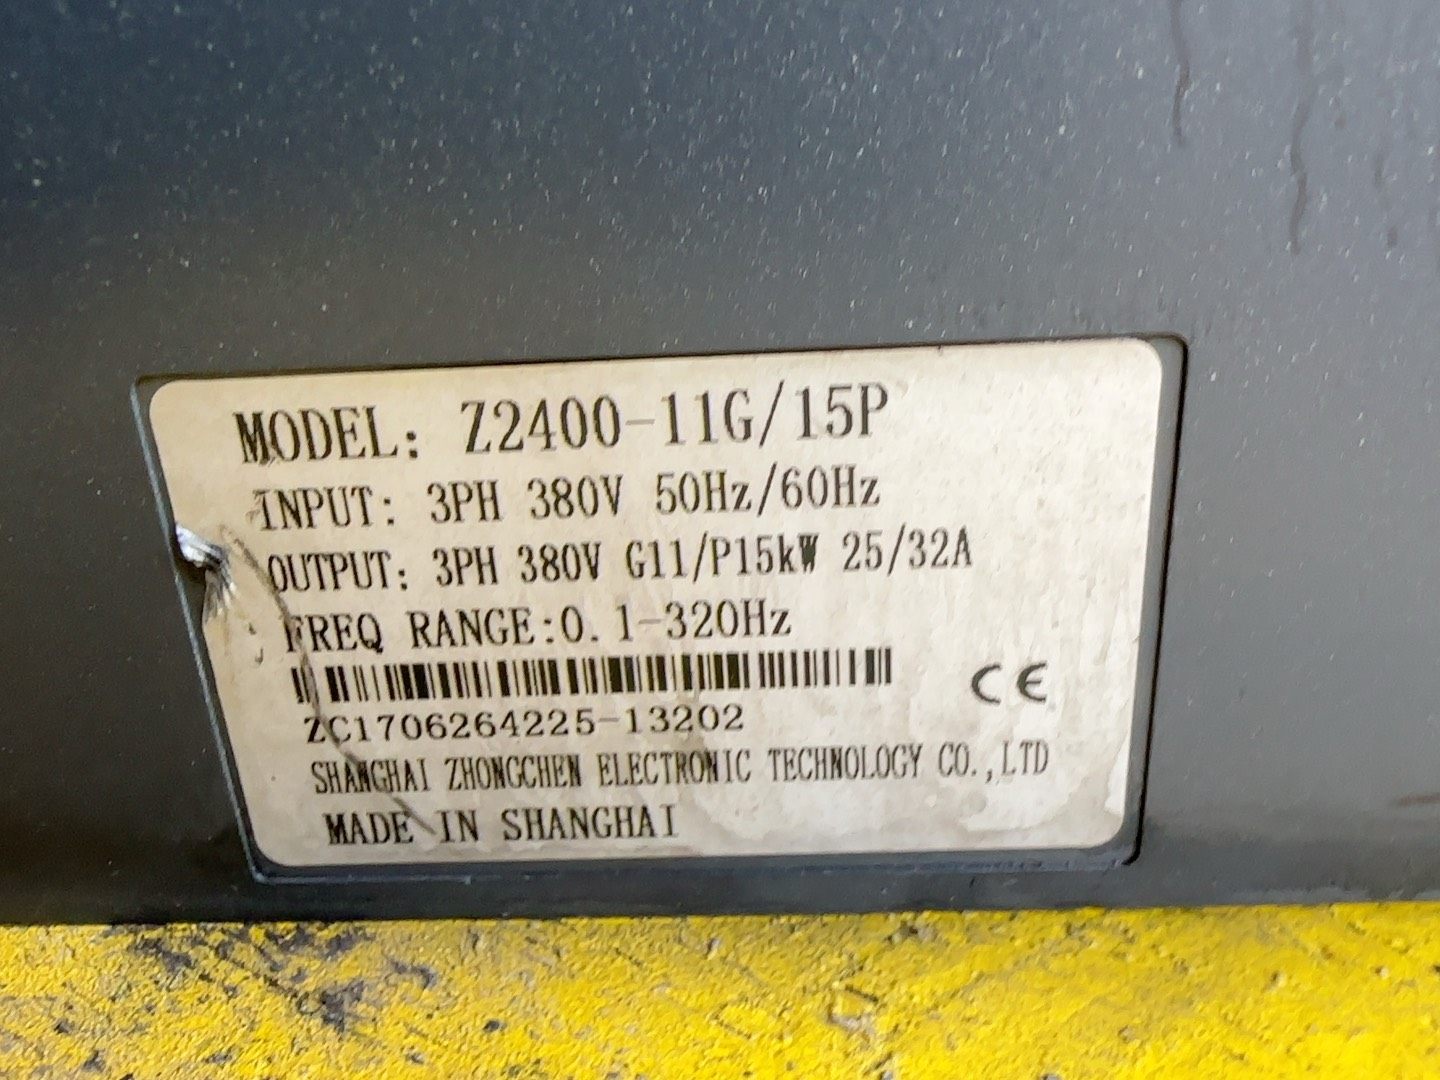 MODEL: Z2400-11G/15P
INPUT: 3PH 380V 50Hz/60Hz
OUTPUT: 3PH 380V G11/P15kW 25/32A
FREQ RANGE:0.1-320Hz
CE
ZC1706264225-13202
SHANGHAI ZHONGCHEN ELECTRONIC TECHNOLOGY CO.,LTD
MADE IN SHANGHAI